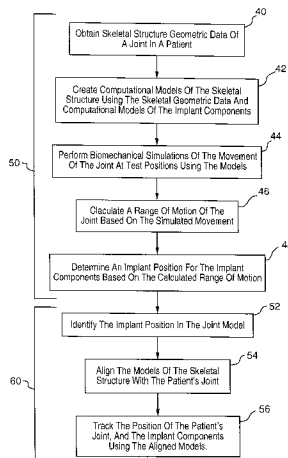 40
Obtain Skeletal Structure Geometric Data Of
A Joint In A Patient
42
Create Computational Models Of The Skeletal
Structure Using The Skeletal Geometric Data And
Computational Models Of The Implant Components
44
50
Perform Biomechanical Simulations Of The Movement
Of The Joint At Test Positions Using The Models
46
Claculate A Range Of Motion Of The
Joint Based On The Simulated Movement
4
Determine An Implant Position For The Implant
Components Based On The Calculated Range Of Motion
52
Identify The Implant Position In The Joint Model
54
Align The Models Of The Skeletal
Structure With The Patient's Joint
60
56
Track The Position Of The Patient's
Joint, And The Implant Components
Using The Aligned Models.